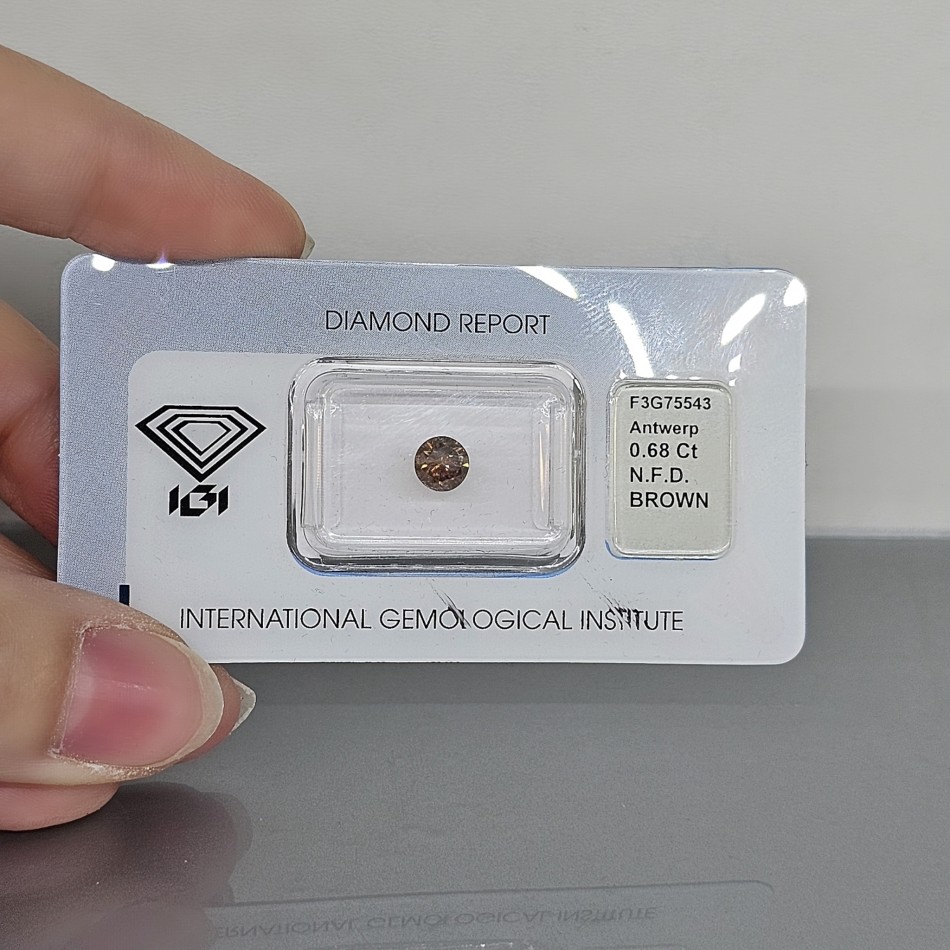 DIAMOND REPORT
IGI
F3G75543
Antwerp
0.68 Ct
N.F.D.
BROWN
INTERNATIONAL GEMOLOGICAL INSTITUTE